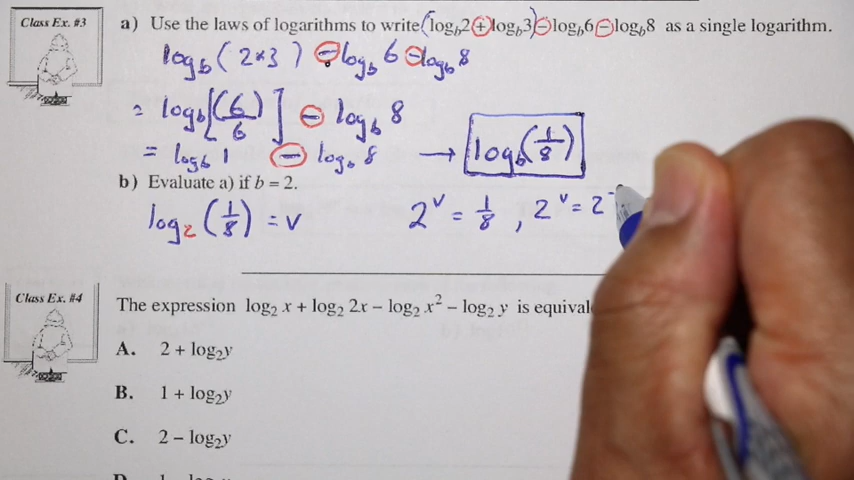 Class Ex. #3
a) Use the laws of logarithms to write (log_b2 + log_b3) − log_b6 − log_b8 as a single logarithm.
log_b (2×3) − log_b 6 − log_b 8
= log_b [(6/6)] − log_b 8
= log_b 1 − log_b 8 → log_b (1/8)
b) Evaluate a) if b = 2.
log_2 (1/8) = v 2^v = 1/8 , 2^v = 2^-
Class Ex. #4
The expression log_2 x + log_2 2x − log_2 x^2 − log_2 y is
A. 2 + log_2y
B. 1 + log_2y
C. 2 − log_2y